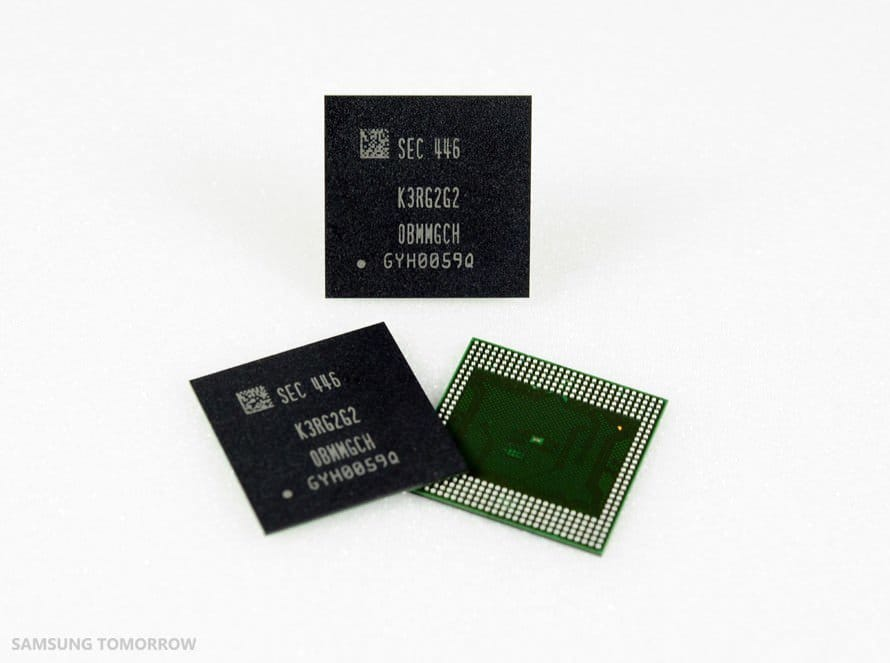 SEC 446
K3RG2G2
0BMMGCH
GYH0059Q
SEC 446
K3RG2G2
0BMMGCH
GYH0059Q
SAMSUNG TOMORROW